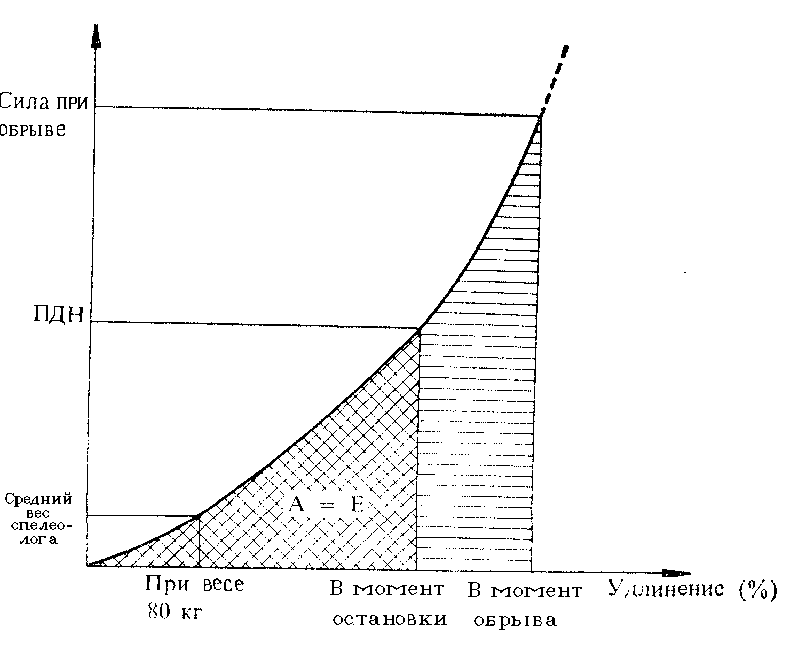 Сила ПРИ
ОБРЫВе
ПДН
Средний
вес
спелео-
лога
А = Е
При весе
80 кг
В момент
остановки
В момент
обрыва
Удлинение (%)